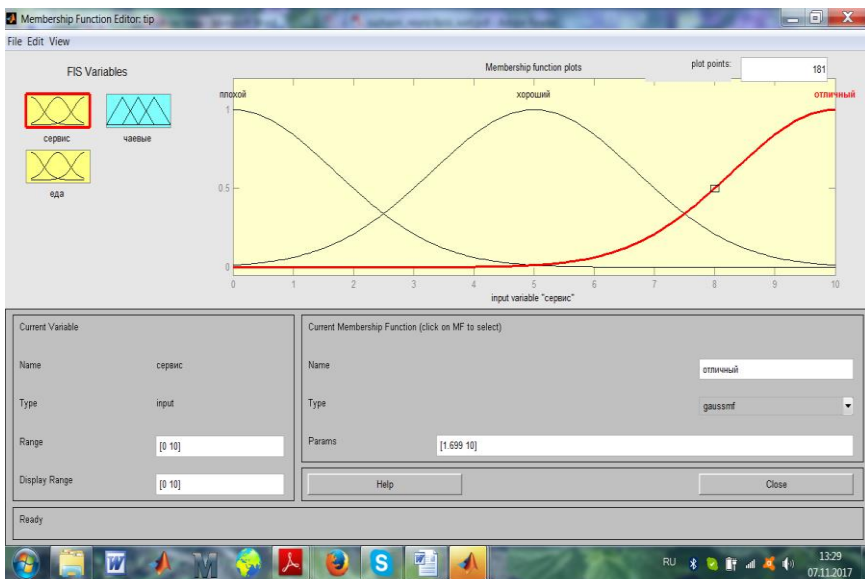 Membership Function Editor: tip
File Edit View
FIS Variables
сервис
чаевые
еда
Membership function plots
plot points:
181
плохой
хороший
отличный
1
0.5
0
0 1 2 3 4 5 6 7 8 9 10
input variable "сервис"
Current Variable
Name сервис
Type input
Range [0 10]
Display Range [0 10]
Current Membership Function (click on MF to select)
Name отличный
Type gaussmf
Params [1.699 10]
Help
Close
Ready
RU
13:29
07.11.2017